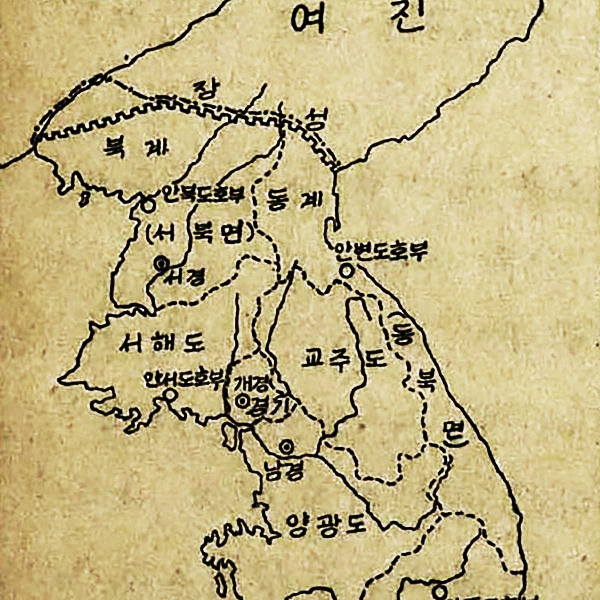 여진
장성
북계
동계
안북도호부
(서북면)
안변도호부
서경
서해도
교주도
(동북면)
안서도호부
개경
경기
남경
양광도